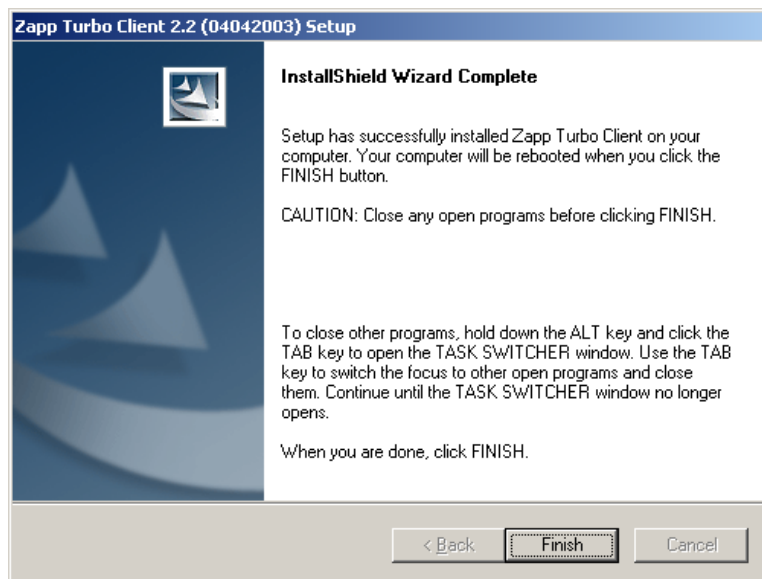 Zapp Turbo Client 2.2 (04042003) Setup
InstallShield Wizard Complete
Setup has successfully installed Zapp Turbo Client on your
computer. Your computer will be rebooted when you click the
FINISH button.
CAUTION: Close any open programs before clicking FINISH.
To close other programs, hold down the ALT key and click the
TAB key to open the TASK SWITCHER window. Use the TAB
key to switch the focus to other open programs and close
them. Continue until the TASK SWITCHER window no longer
opens.
When you are done, click FINISH.
< Back Finish Cancel